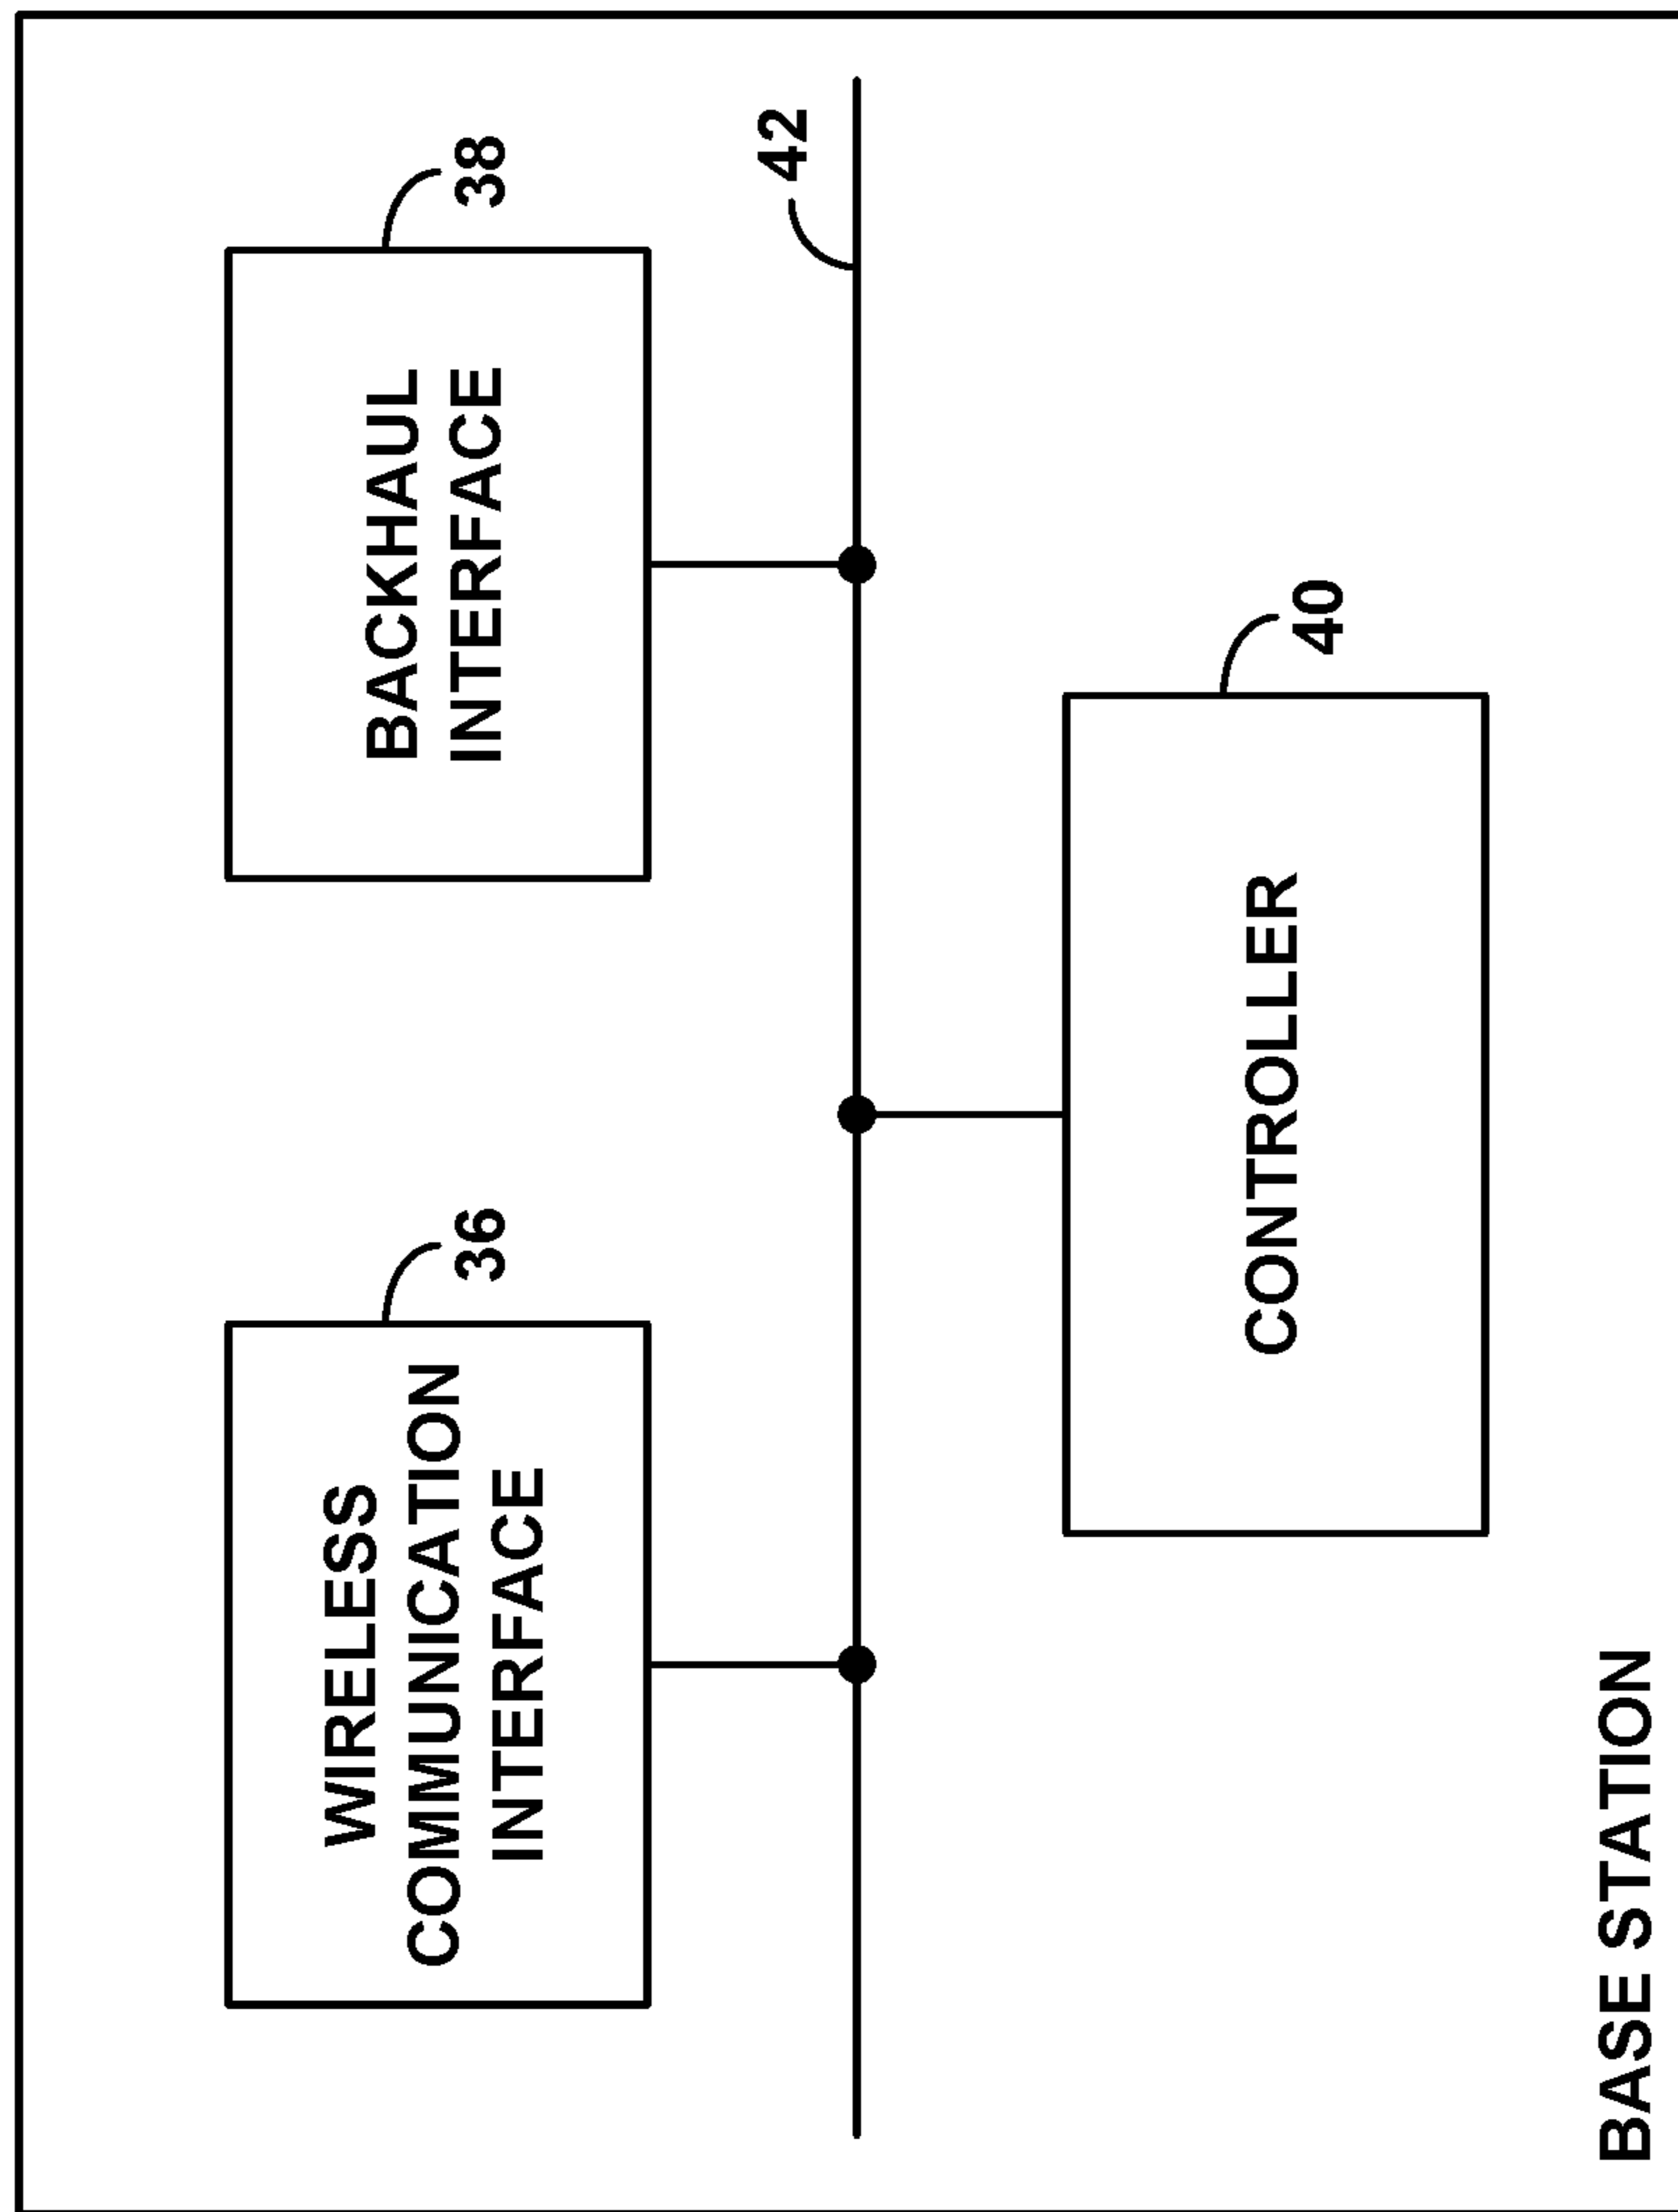 WIRELESS
COMMUNICATION
INTERFACE
36
BACKHAUL
INTERFACE
38
42
CONTROLLER
40
BASE STATION